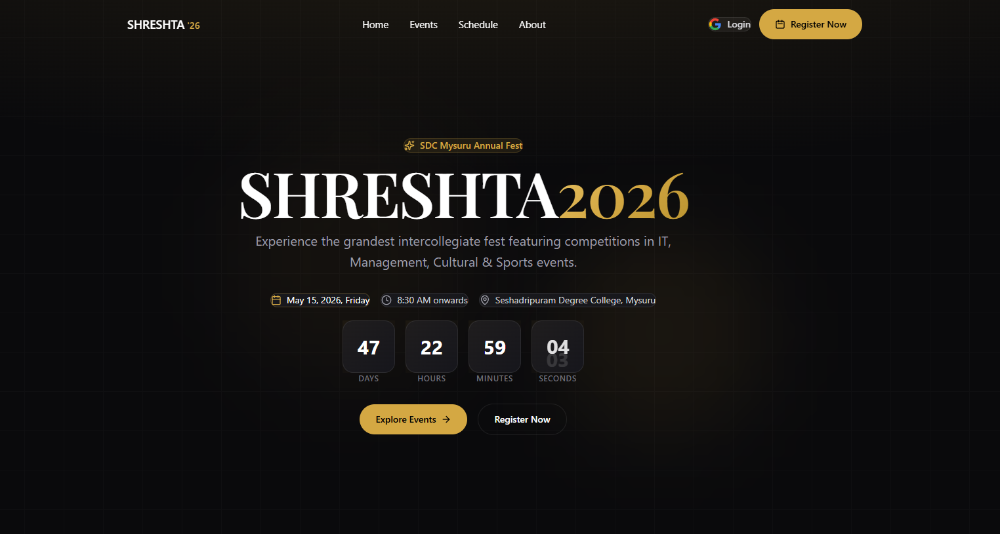 SHRESHTA '26
Home
Events
Schedule
About
Login
Register Now
SDC Mysuru Annual Fest
SHRESHTA2026
Experience the grandest intercollegiate fest featuring competitions in IT,
Management, Cultural & Sports events.
May 15, 2026, Friday
8:30 AM onwards
Seshadripuram Degree College, Mysuru
47
22
59
04
03
DAYS
HOURS
MINUTES
SECONDS
Explore Events
Register Now